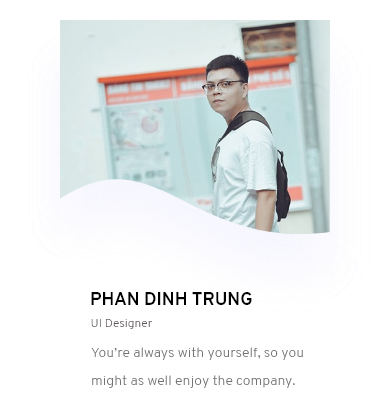 PHAN DINH TRUNG
UI Designer
You're always with yourself, so you
might as well enjoy the company.